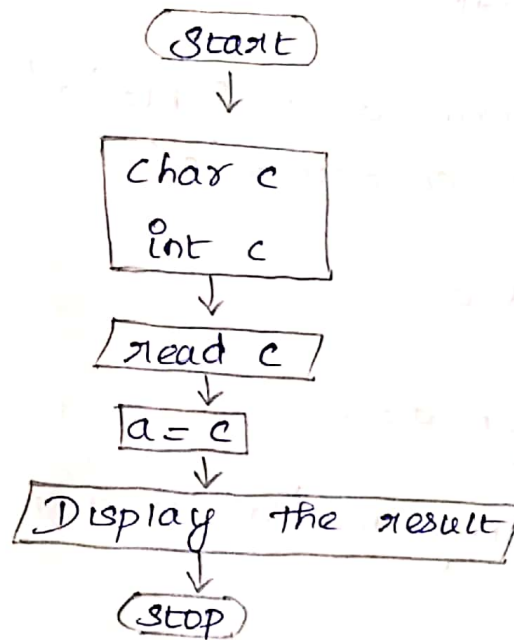 Start
char c
int c
read c
a = c
Display the result
stop